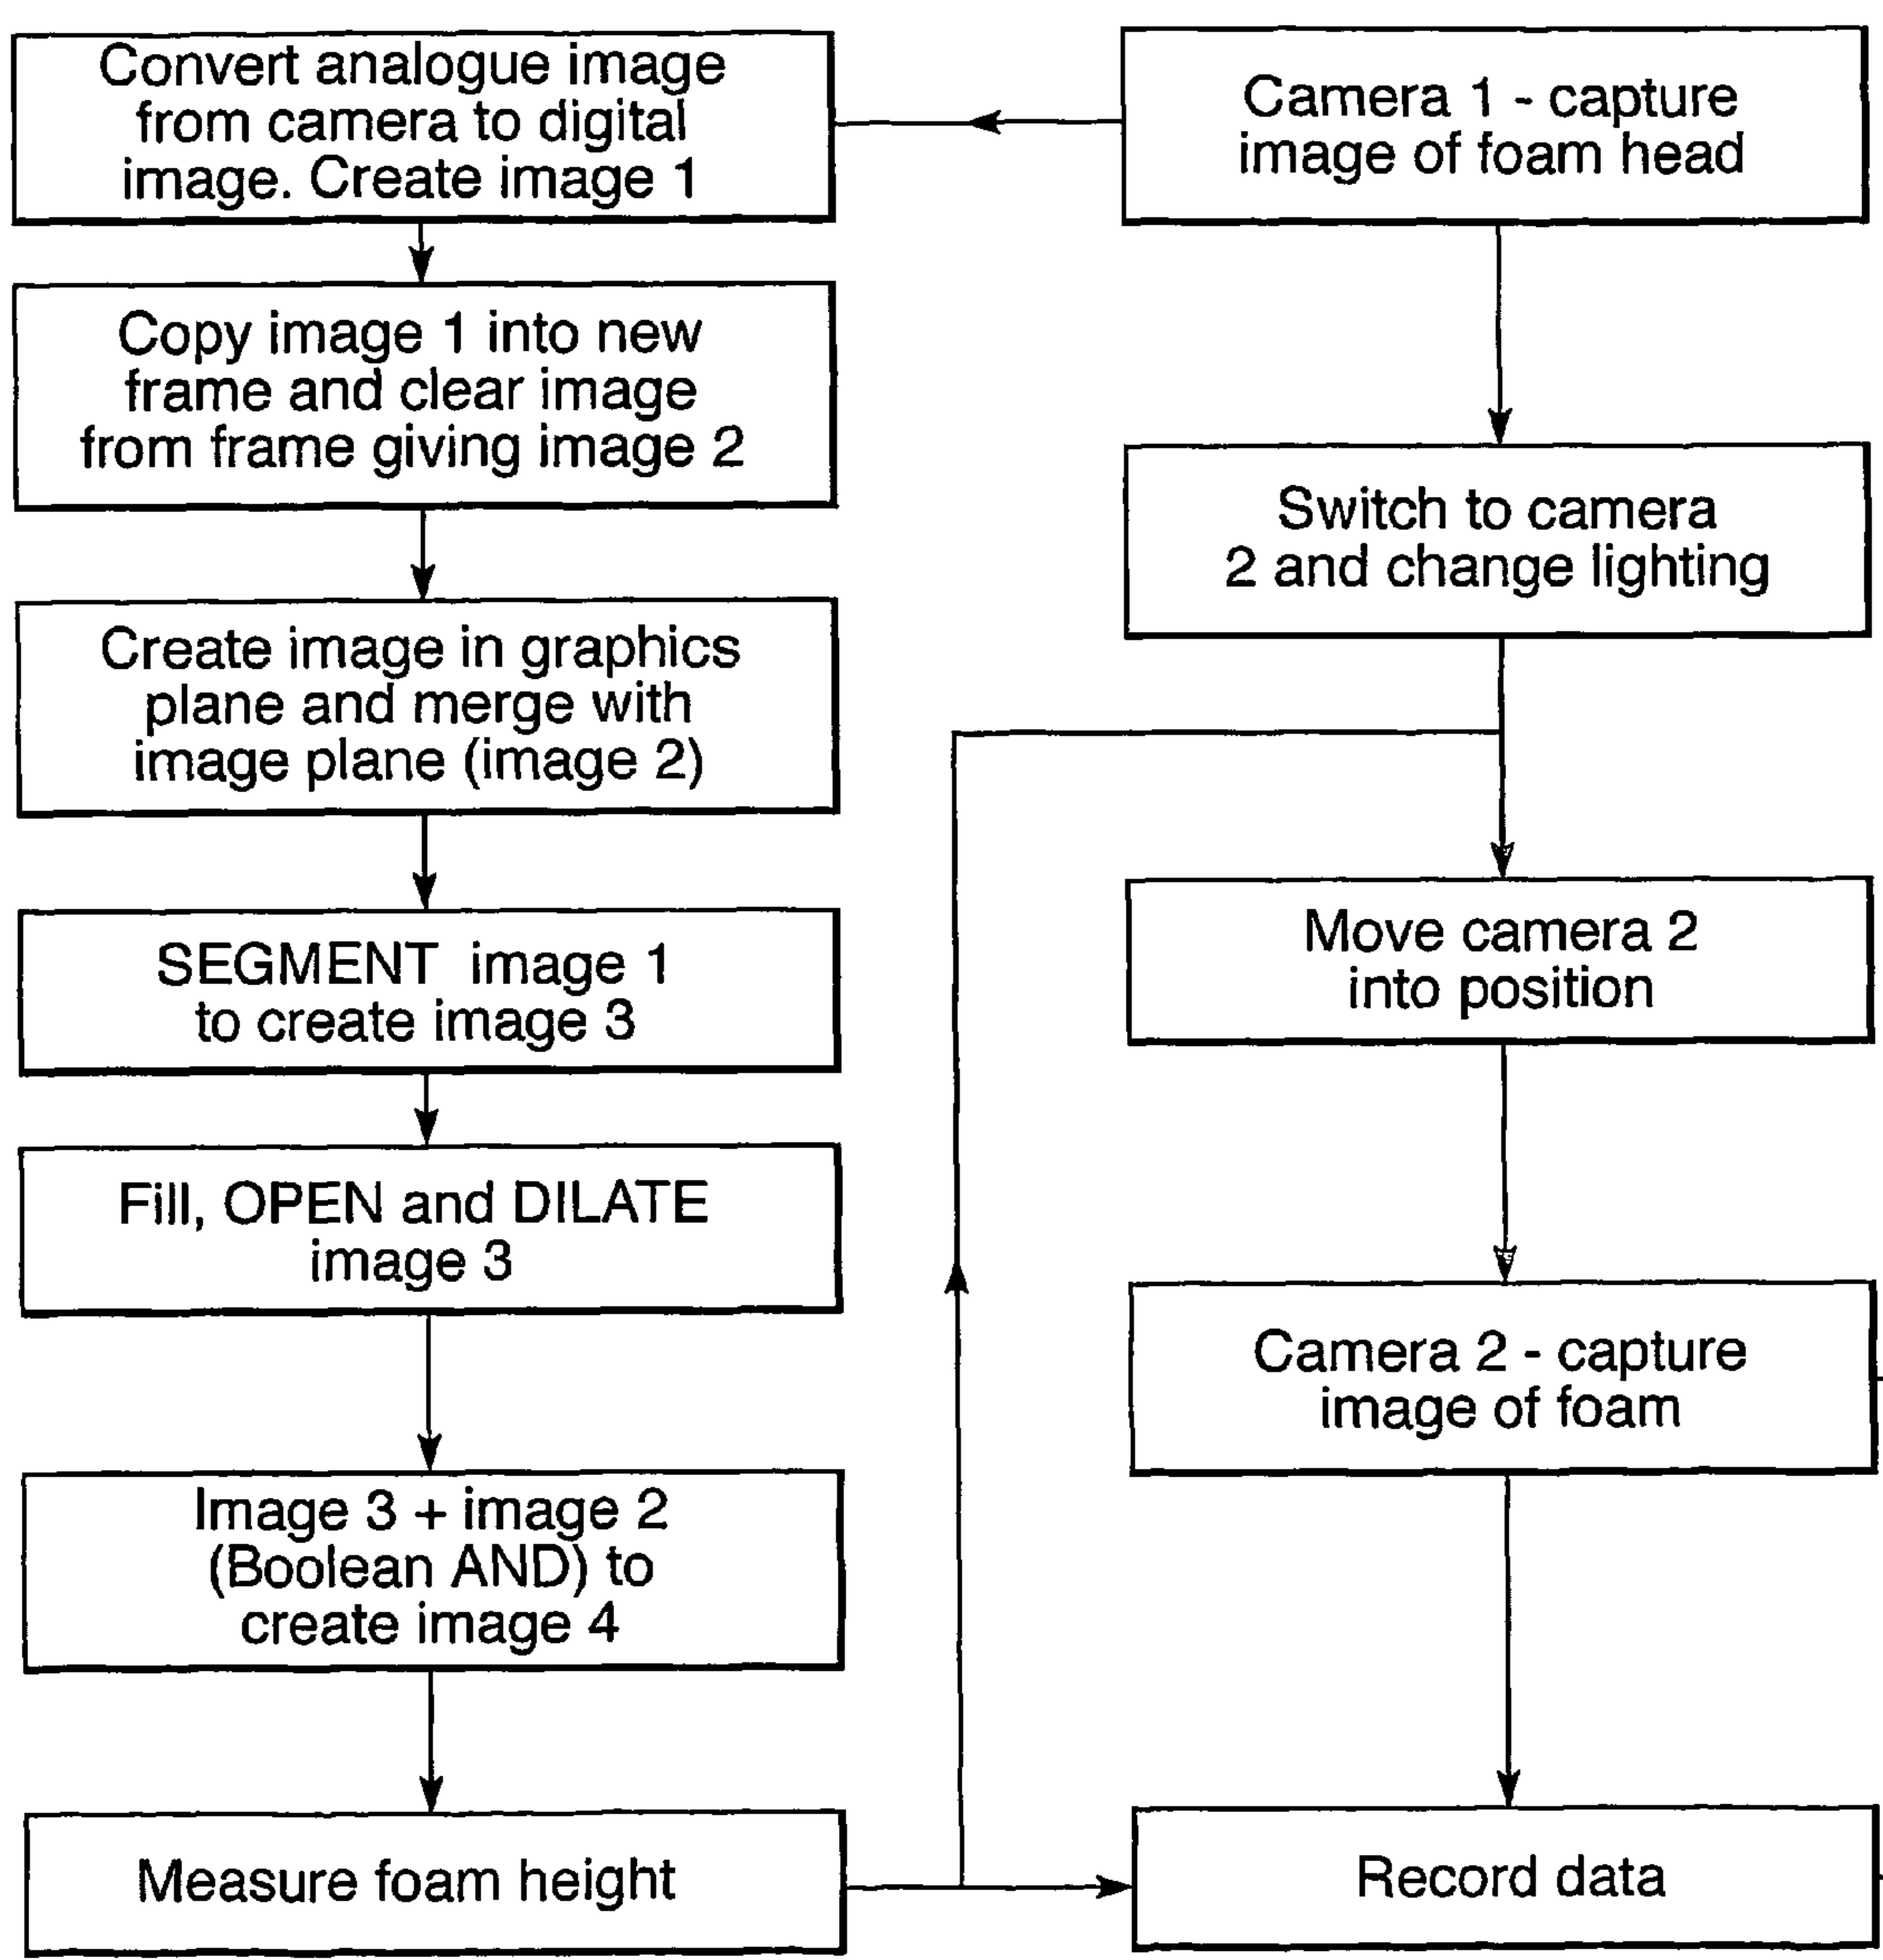 Convert analogue image
from camera to digital
image. Create image 1
Copy image 1 into new
frame and clear image
from frame giving image 2
Create image in graphics
plane and merge with
image plane (image 2)
SEGMENT image 1
to create image 3
Fill, OPEN and DILATE
image 3
Image 3 + image 2
(Boolean AND) to
create image 4
Measure foam height
Camera 1 - capture
image of foam head
Switch to camera
2 and change lighting
Move camera 2
into position
Camera 2 - capture
image of foam
Record data